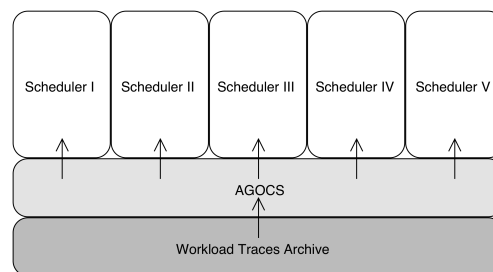 Scheduler I
Scheduler II
Scheduler III
Scheduler IV
Scheduler V
AGOCS
Workload Traces Archive